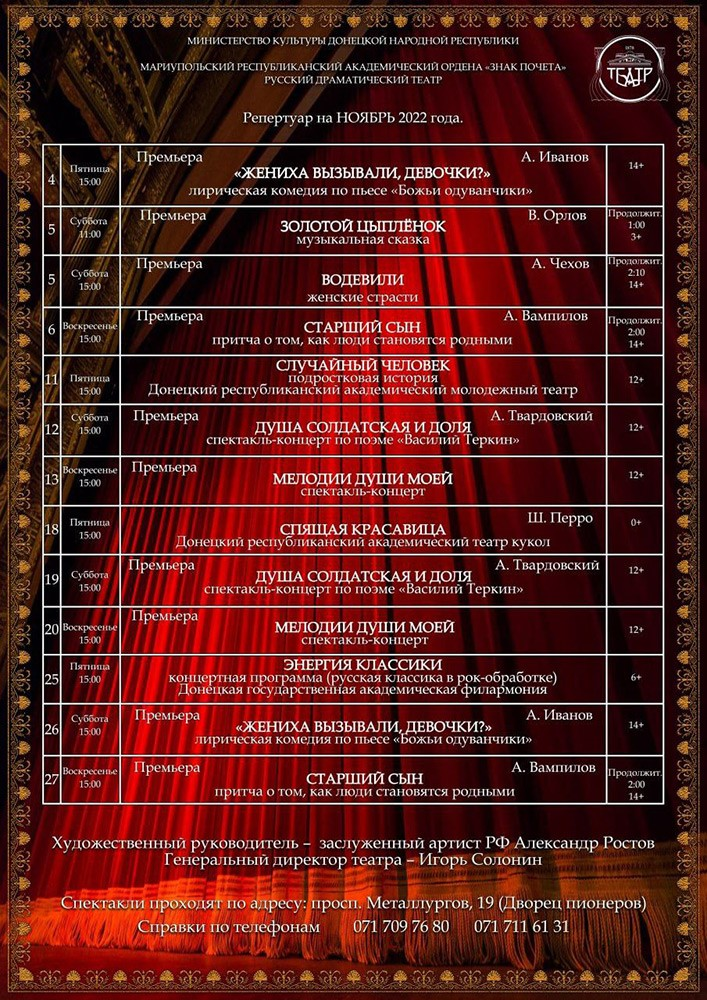 МИНИСТЕРСТВО КУЛЬТУРЫ ДОНЕЦКОЙ НАРОДНОЙ РЕСПУБЛИКИ
МАРИУПОЛЬСКИЙ РЕСПУБЛИКАНСКИЙ АКАДЕМИЧЕСКИЙ ОРДЕНА «ЗНАК ПОЧЕТА»
РУССКИЙ ДРАМАТИЧЕСКИЙ ТЕАТР
1878
ТЕАТР
Репертуар на НОЯБРЬ 2022 года.
4 Пятница 15:00 Премьера А. Иванов 14+
«ЖЕНИХА ВЫЗЫВАЛИ, ДЕВОЧКИ?»
лирическая комедия по пьесе «Божьи одуванчики»
5 Суббота 11:00 Премьера В. Орлов Продолжит. 1:00 3+
ЗОЛОТОЙ ЦЫПЛЁНОК
музыкальная сказка
5 Суббота 15:00 Премьера А. Чехов Продолжит. 2:10 14+
ВОДЕВИЛИ
женские страсти
6 Воскресенье 15:00 Премьера А. Вампилов Продолжит. 2:00 14+
СТАРШИЙ СЫН
притча о том, как люди становятся родными
11 Пятница 15:00 СЛУЧАЙНЫЙ ЧЕЛОВЕК 12+
подростковая история
Донецкий республиканский академический молодежный театр
12 Суббота 15:00 Премьера А. Твардовский 12+
ДУША СОЛДАТСКАЯ И ДОЛЯ
спектакль-концерт по поэме «Василий Теркин»
13 Воскресенье 15:00 Премьера 12+
МЕЛОДИИ ДУШИ МОЕЙ
спектакль-концерт
18 Пятница 15:00 Ш. Перро 0+
СПЯЩАЯ КРАСАВИЦА
Донецкий республиканский академический театр кукол
19 Суббота 15:00 Премьера А. Твардовский 12+
ДУША СОЛДАТСКАЯ И ДОЛЯ
спектакль-концерт по поэме «Василий Теркин»
20 Воскресенье 15:00 Премьера 12+
МЕЛОДИИ ДУШИ МОЕЙ
спектакль-концерт
25 Пятница 15:00 ЭНЕРГИЯ КЛАССИКИ 6+
концертная программа (русская классика в рок-обработке)
Донецкая государственная академическая филармония
26 Суббота 15:00 Премьера А. Иванов 14+
«ЖЕНИХА ВЫЗЫВАЛИ, ДЕВОЧКИ?»
лирическая комедия по пьесе «Божьи одуванчики»
27 Воскресенье 15:00 Премьера А. Вампилов Продолжит. 2:00 14+
СТАРШИЙ СЫН
притча о том, как люди становятся родными
Художественный руководитель – заслуженный артист РФ Александр Ростов
Генеральный директор театра – Игорь Солонин
Спектакли проходят по адресу: просп. Металлургов, 19 (Дворец пионеров)
Справки по телефонам 071 709 76 80 071 711 61 31